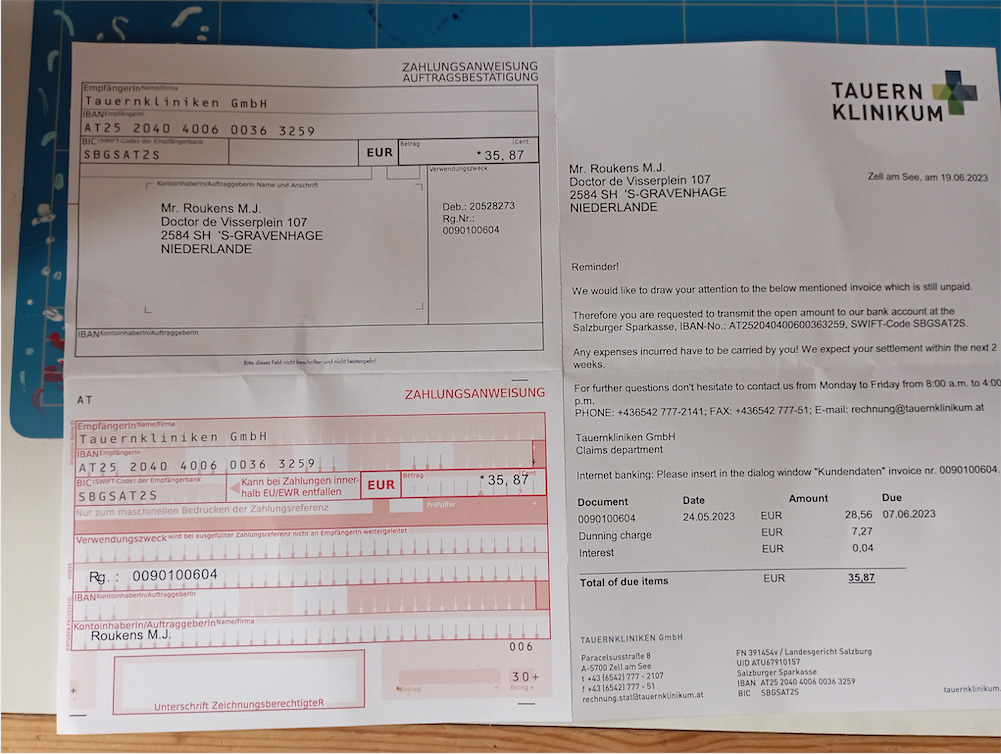 ZAHLUNGSANWEISUNG
AUFTRAGSBESTÄTIGUNG
EmpfängerIn Name/Firma
Tauernkliniken GmbH
IBAN EmpfängerIn
AT25 2040 4006 0036 3259
BIC (SWIFT-Code) der Empfängerbank
SBGSAT2S
EUR
Betrag
Cent
*35,87
KontoinhaberIn/AuftraggeberIn Name und Anschrift
Mr. Roukens M.J.
Doctor de Visserplein 107
2584 SH 'S-GRAVENHAGE
NIEDERLANDE
Verwendungszweck
Deb.: 20528273
Rg.Nr.:
0090100604
IBAN KontoinhaberIn/AuftraggeberIn
Bitte dieses Feld nicht beschriften und nicht bestempeln!
AT
ZAHLUNGSANWEISUNG
EmpfängerIn Name/Firma
Tauernkliniken GmbH
IBAN EmpfängerIn
AT25 2040 4006 0036 3259
BIC (SWIFT-Code) der Empfängerbank
SBGSAT2S
Kann bei Zahlungen inner-
halb EU/EWR entfallen
EUR
Betrag
Cent
*35,87
Nur zum maschinellen Bedrucken der Zahlungsreferenz
Prüfziffer
Verwendungszweck wird bei ausgefüllter Zahlungsreferenz nicht an EmpfängerIn weitergeleitet
Rg.: 0090100604
IBAN KontoinhaberIn/AuftraggeberIn
KontoinhaberIn/AuftraggeberIn Name/Firma
Roukens M.J.
006
Unterschrift ZeichnungsberechtigteR
Betrag
30+
Beleg +
TAUERN
KLINIKUM
Mr. Roukens M.J.
Doctor de Visserplein 107
2584 SH 'S-GRAVENHAGE
NIEDERLANDE
Zell am See, am 19.06.2023
Reminder!
We would like to draw your attention to the below mentioned invoice which is still unpaid.
Therefore you are requested to transmit the open amount to our bank account at the
Salzburger Sparkasse, IBAN-No.: AT252040400600363259, SWIFT-Code SBGSAT2S.
Any expenses incurred have to be carried by you! We expect your settlement within the next 2
weeks.
For further questions don't hesitate to contact us from Monday to Friday from 8:00 a.m. to 4:00
p.m.
PHONE: +436542 777-2141; FAX: +436542 777-51; E-mail: rechnung@tauernklinikum.at
Tauernkliniken GmbH
Claims department
Internet banking: Please insert in the dialog window "Kundendaten" invoice nr. 0090100604.
Document Date Amount Due
0090100604 24.05.2023 EUR 28,56 07.06.2023
Dunning charge EUR 7,27
Interest EUR 0,04
Total of due items EUR 35,87
TAUERNKLINIKEN GmbH
Paracelsusstraße 8
A-5700 Zell am See
t +43 (6542) 777 - 2107
f +43 (6542) 777 - 51
rechnung.stat@tauernklinikum.at
FN 391454v / Landesgericht Salzburg
UID ATU67910157
Salzburger Sparkasse
IBAN AT25 2040 4006 0036 3259
BIC SBGSAT2S
tauernklinikum.